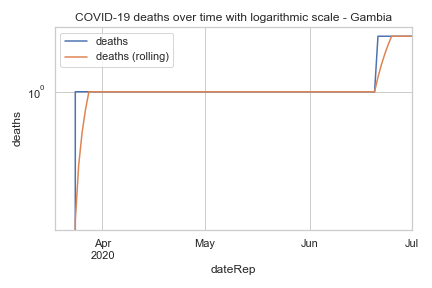 COVID-19 deaths over time with logarithmic scale - Gambia
deaths
deaths (rolling)
10⁰
deaths
Apr
2020
May
Jun
Jul
dateRep